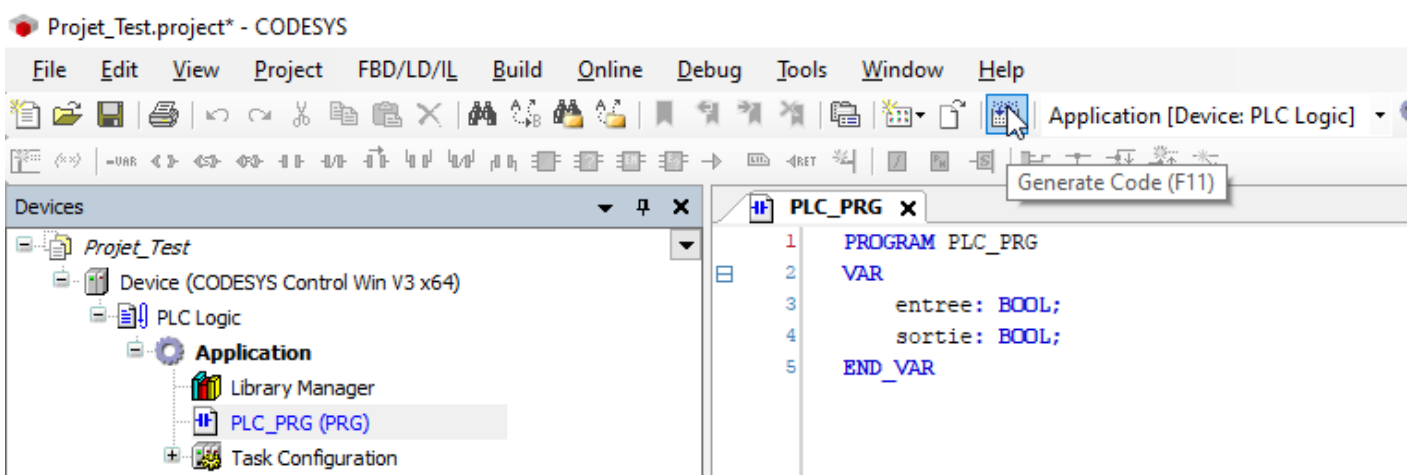 Projet_Test.project* - CODESYS
File Edit View Project FBD/LD/IL Build Online Debug Tools Window Help
Application [Device: PLC Logic]
Generate Code (F11)
Devices
PLC_PRG
Projet_Test
Device (CODESYS Control Win V3 x64)
PLC Logic
Application
Library Manager
PLC_PRG (PRG)
Task Configuration
1 PROGRAM PLC_PRG
2 VAR
3 entree: BOOL;
4 sortie: BOOL;
5 END_VAR